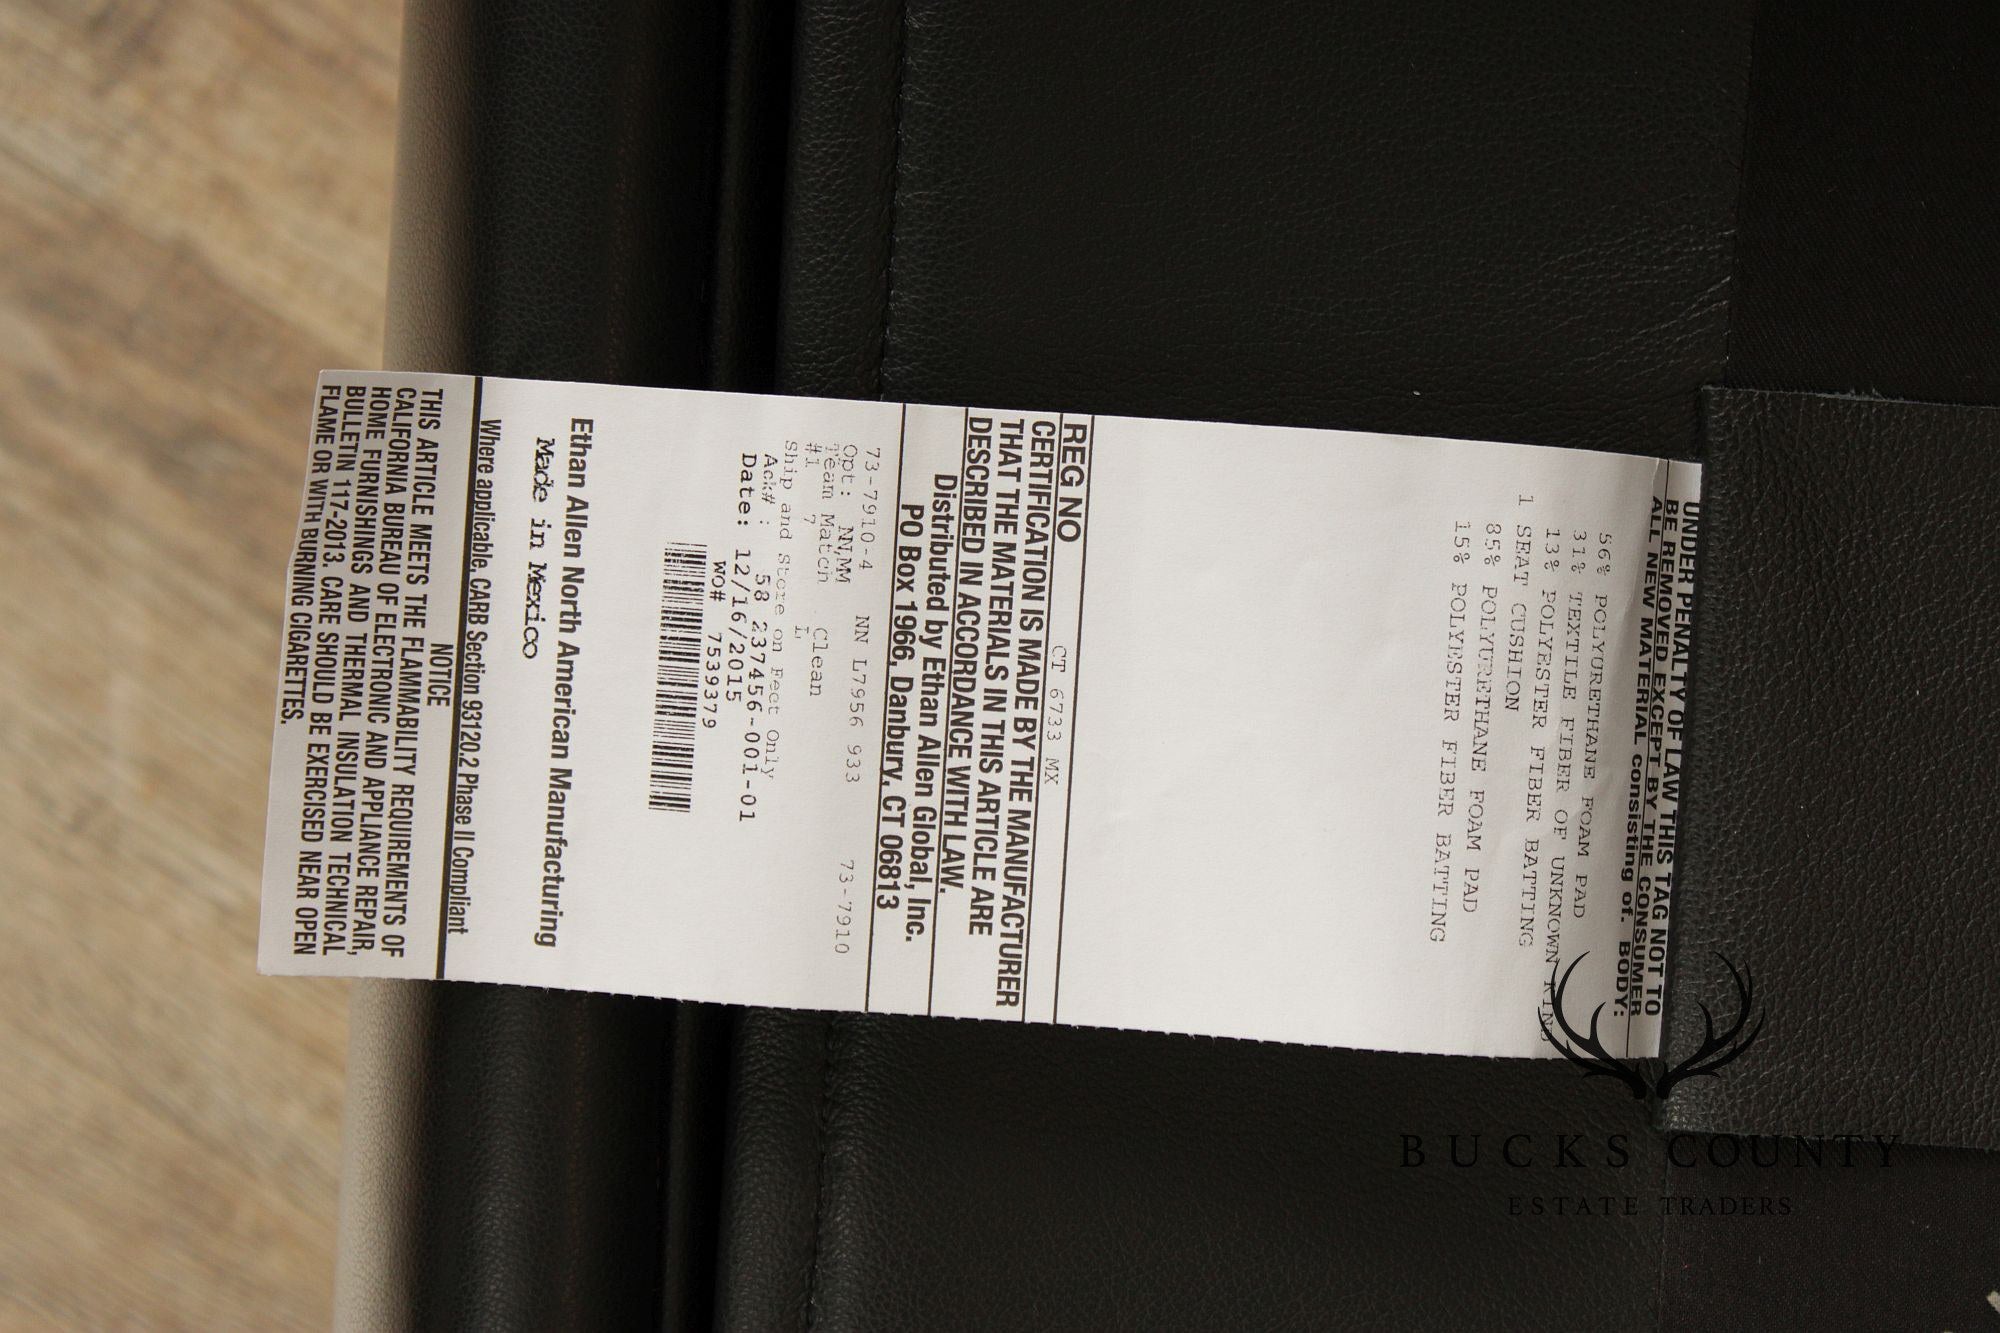 UNDER PENALTY OF LAW THIS TAG NOT TO
BE REMOVED EXCEPT BY THE CONSUMER
ALL NEW MATERIAL consisting of. BODY:
56% POLYURETHANE FOAM PAD
31% TEXTILE FIBER OF UNKNOWN KIND
13% POLYESTER FIBER BATTING
1 SEAT CUSHION
85% POLYURETHANE FOAM PAD
15% POLYESTER FIBER BATTING
REG NO CT 6733 MX
CERTIFICATION IS MADE BY THE MANUFACTURER
THAT THE MATERIALS IN THIS ARTICLE ARE
DESCRIBED IN ACCORDANCE WITH LAW.
Distributed by Ethan Allen Global, Inc.
PO Box 1966, Danbury, CT 06813
73-7910-4 NN L7956 933 73-7910
Opt: NN,MM
Team Match Clean
#1 7 L
Ship and Store on Feet Only
Ack# : 58 237456-001-01
Date: 12/16/2015
WO# 7539379
Ethan Allen North American Manufacturing
Made in Mexico
Where applicable, CARB Section 93120.2 Phase II Compliant
NOTICE
THIS ARTICLE MEETS THE FLAMMABILITY REQUIREMENTS OF
CALIFORNIA BUREAU OF ELECTRONIC AND APPLIANCE REPAIR,
HOME FURNISHINGS AND THERMAL INSULATION TECHNICAL
BULLETIN 117-2013. CARE SHOULD BE EXERCISED NEAR OPEN
FLAME OR WITH BURNING CIGARETTES.
BUCKS COUNTY
ESTATE TRADERS